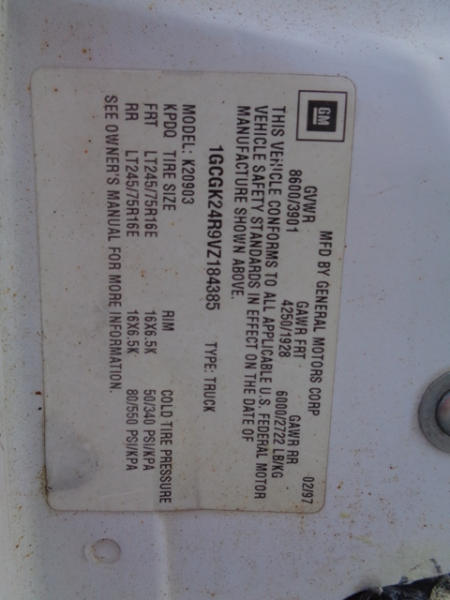 GM
MFD BY GENERAL MOTORS CORP 02/97
GVWR GAWR FRT GAWR RR
8600/3901 4250/1928 6000/2722 LB/KG
THIS VEHICLE CONFORMS TO ALL APPLICABLE U.S. FEDERAL MOTOR
VEHICLE SAFETY STANDARDS IN EFFECT ON THE DATE OF
MANUFACTURE SHOWN ABOVE.
1GCGK24R9VZ184385 TYPE: TRUCK
MODEL: K20903
KPDQ TIRE SIZE RIM COLD TIRE PRESSURE
FRT LT245/75R16E 16X6.5K 50/340 PSI/KPA
RR LT245/75R16E 16X6.5K 80/550 PSI/KPA
SEE OWNER'S MANUAL FOR MORE INFORMATION.